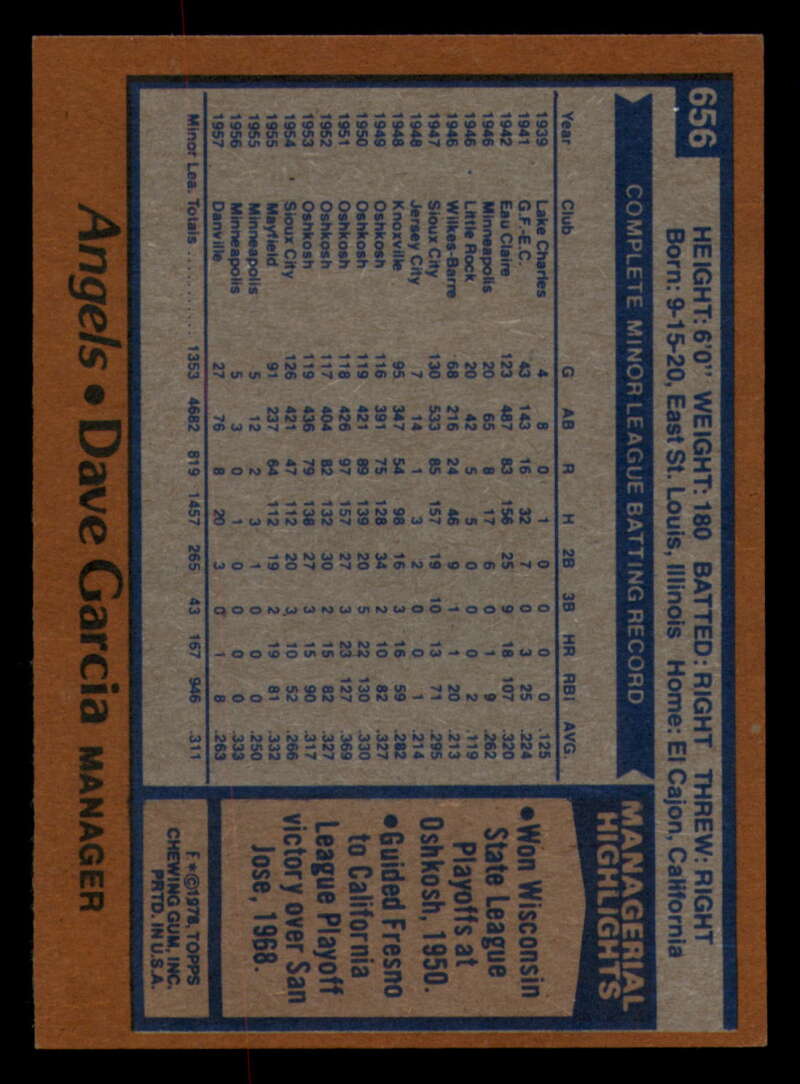 656
HEIGHT: 6'0" WEIGHT: 180 BATTED: RIGHT THREW: RIGHT
Born: 9-15-20, East St. Louis, Illinois Home: El Cajon, California
COMPLETE MINOR LEAGUE BATTING RECORD
Year Club G AB R H 2B 3B HR RBI AVG.
1939 Lake Charles 4 8 0 1 0 0 0 0 .125
1941 G.F.-E.C. 43 143 16 32 7 0 3 25 .224
1942 Eau Claire 123 487 83 156 25 9 18 107 .320
1946 Minneapolis 20 65 8 17 6 0 1 9 .262
1946 Little Rock 20 42 5 5 0 0 0 2 .119
1946 Wilkes-Barre 68 216 24 46 9 1 1 20 .213
1947 Sioux City 130 533 85 157 19 10 13 71 .295
1948 Jersey City 7 14 1 3 2 0 0 1 .214
1948 Knoxville 95 347 54 98 16 3 16 59 .282
1949 Oshkosh 116 391 75 128 34 2 10 82 .327
1950 Oshkosh 119 421 89 139 20 5 22 130 .330
1951 Oshkosh 118 426 97 157 27 3 23 127 .369
1952 Oshkosh 117 404 82 132 30 2 15 82 .327
1953 Oshkosh 119 436 79 138 27 3 15 90 .317
1954 Sioux City 126 421 47 112 20 3 10 52 .266
1955 Mayfield 91 237 64 112 19 2 19 81 .332
1955 Minneapolis 5 12 2 3 1 0 0 0 .250
1956 Minneapolis 5 3 0 1 0 0 0 0 .333
1957 Danville 27 76 8 20 3 0 1 8 .263
Minor Lea. Totals .......... 1353 4682 819 1457 265 43 167 946 .311
MANAGERIAL
HIGHLIGHTS
•Won Wisconsin
State League
Playoffs at
Oshkosh, 1950.
•Guided Fresno
to California
League Playoff
victory over San
Jose, 1968.
F.*©1978, TOPPS
CHEWING GUM, INC.
PRTD. IN U.S.A.
Angels • Dave Garcia MANAGER